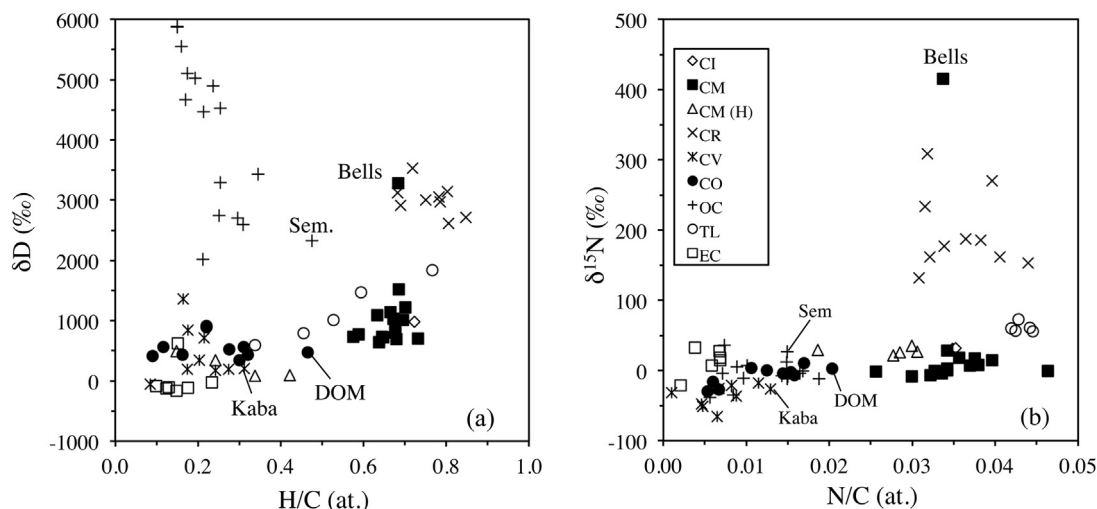 6000
5000
4000
3000
2000
1000
0
-1000
δD (‰)
0.0
0.2
0.4
0.6
0.8
1.0
H/C (at.)
Bells
Sem.
DOM
Kaba
(a)
500
400
300
200
100
0
-100
δ¹⁵N (‰)
0.00
0.01
0.02
0.03
0.04
0.05
N/C (at.)
CI
CM
CM (H)
CR
CV
CO
OC
TL
EC
Bells
Sem
DOM
Kaba
(b)